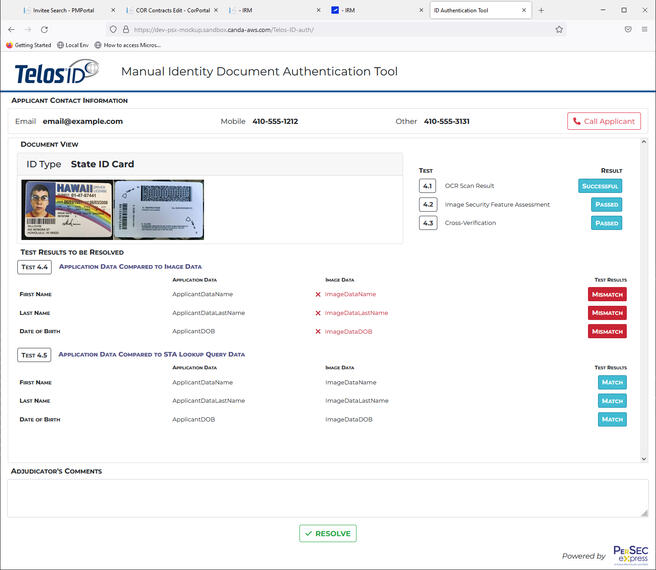 Invitee Search - PMPortal
COR Contracts Edit - CorPortal
- IRM
- IRM
ID Authentication Tool
https://dev-psx-mockup.sandbox.canda-aws.com/Telos-ID-auth/
Getting Started
Local Env
How to access Micros...
Telos ID
Manual Identity Document Authentication Tool
Applicant Contact Information
Email email@example.com
Mobile 410-555-1212
Other 410-555-3131
Call Applicant
Document View
ID Type State ID Card
HAWAII DRIVER LICENSE
01-47-87441
Test Result
4.1 OCR Scan Result Successful
4.2 Image Security Feature Assessment Passed
4.3 Cross-Verification Passed
Test Results to be Resolved
Test 4.4 Application Data Compared to Image Data
Application Data Image Data Test Results
First Name ApplicantDataName ImageDataName Mismatch
Last Name ApplicantDataLastName ImageDataLastName Mismatch
Date of Birth ApplicantDOB ImageDataDOB Mismatch
Test 4.5 Application Data Compared to STA Lookup Query Data
Application Data Image Data Test Results
First Name ApplicantDataName ImageDataName Match
Last Name ApplicantDataLastName ImageDataLastName Match
Date of Birth ApplicantDOB ImageDataDOB Match
Adjudicator's Comments
RESOLVE
Powered by PerSec express